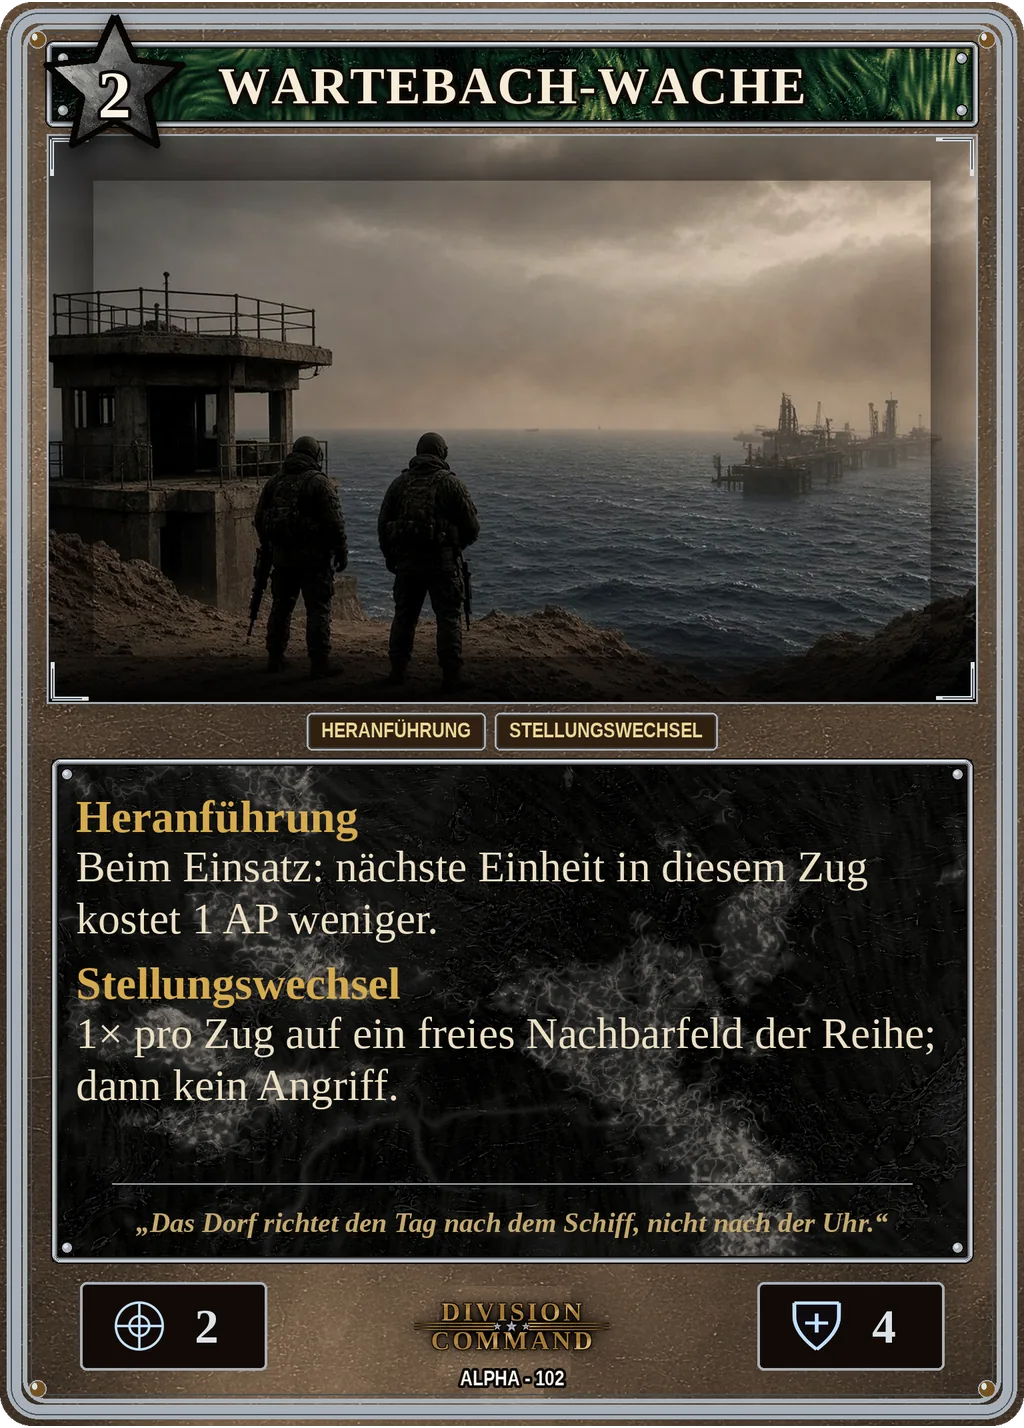 2
WARTEBACH-WACHE
HERANFÜHRUNG STELLUNGSWECHSEL
Heranführung
Beim Einsatz: nächste Einheit in diesem Zug
kostet 1 AP weniger.
Stellungswechsel
1× pro Zug auf ein freies Nachbarfeld der Reihe;
dann kein Angriff.
„Das Dorf richtet den Tag nach dem Schiff, nicht nach der Uhr.“
2
DIVISION
COMMAND
4
ALPHA - 102